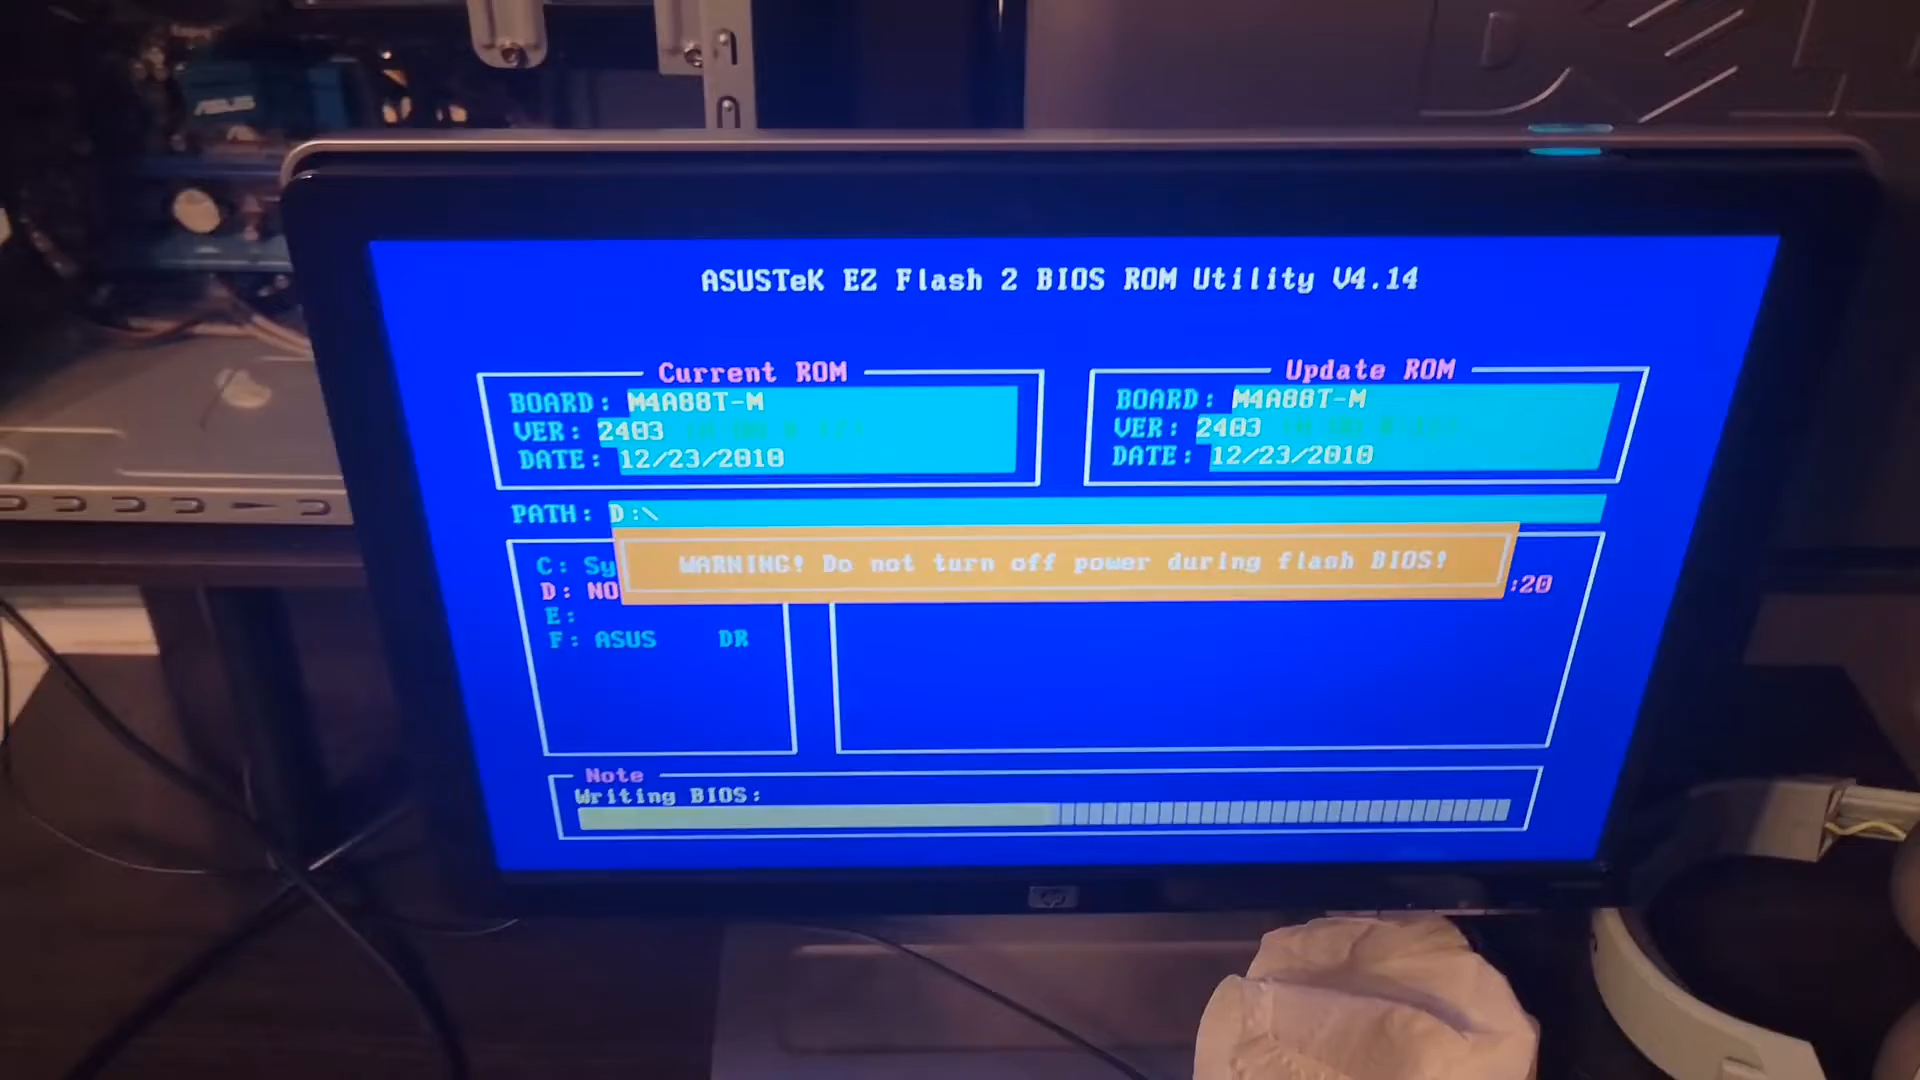 ASUS
ASUSTeK EZ Flash 2 BIOS ROM Utility V4.14
Current ROM
BOARD: M4A88T-M
VER: 2403
DATE: 12/23/2010
Update ROM
BOARD: M4A88T-M
VER: 2403
DATE: 12/23/2010
PATH: D:\
WARNING! Do not turn off power during flash BIOS!
C: Sy
D: NO
:20
E:
F: ASUS DR
Note
Writing BIOS:
hp